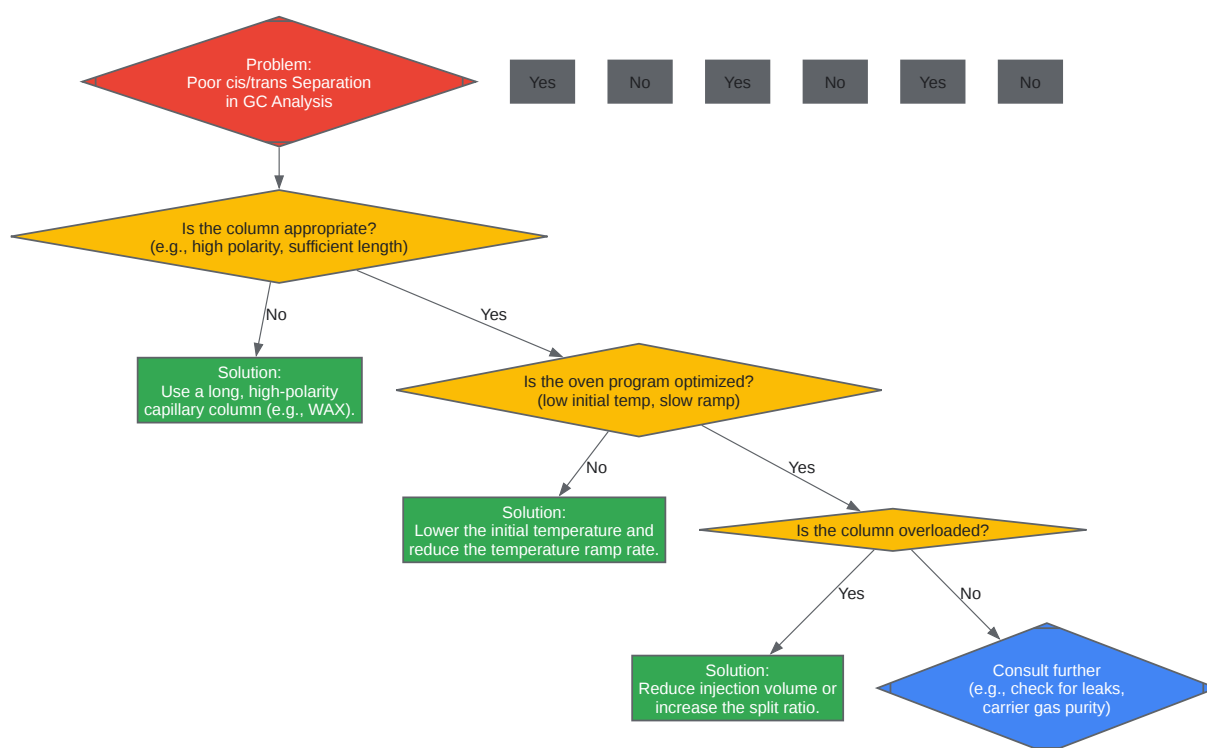 Problem:
Poor cis/trans Separation
in GC Analysis
Yes
No
Yes
No
Yes
No
Is the column appropriate?
(e.g., high polarity, sufficient length)
No
Yes
Solution:
Use a long, high-polarity
capillary column (e.g., WAX).
Is the oven program optimized?
(low initial temp, slow ramp)
No
Yes
Solution:
Lower the initial temperature and
reduce the temperature ramp rate.
Is the column overloaded?
Yes
No
Solution:
Reduce injection volume or
increase the split ratio.
Consult further
(e.g., check for leaks,
carrier gas purity)